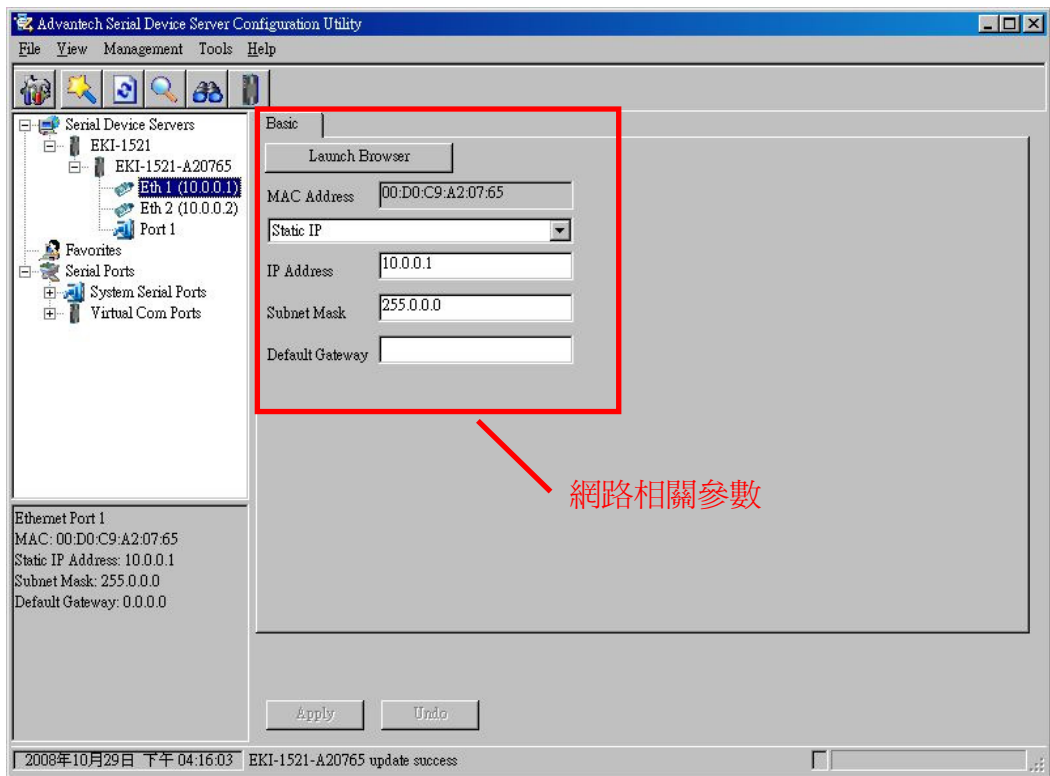 Advantech Serial Device Server Configuration Utility
File View Management Tools Help
Serial Device Servers
EKI-1521
EKI-1521-A20765
Eth 1 (10.0.0.1)
Eth 2 (10.0.0.2)
Port 1
Favorites
Serial Ports
System Serial Ports
Virtual Com Ports
Basic
Launch Browser
MAC Address 00:D0:C9:A2:07:65
Static IP
IP Address 10.0.0.1
Subnet Mask 255.0.0.0
Default Gateway
網路相關參數
Ethernet Port 1
MAC: 00:D0:C9:A2:07:65
Static IP Address: 10.0.0.1
Subnet Mask: 255.0.0.0
Default Gateway: 0.0.0.0
Apply Undo
2008年10月29日 下午 04:16:03 EKI-1521-A20765 update success